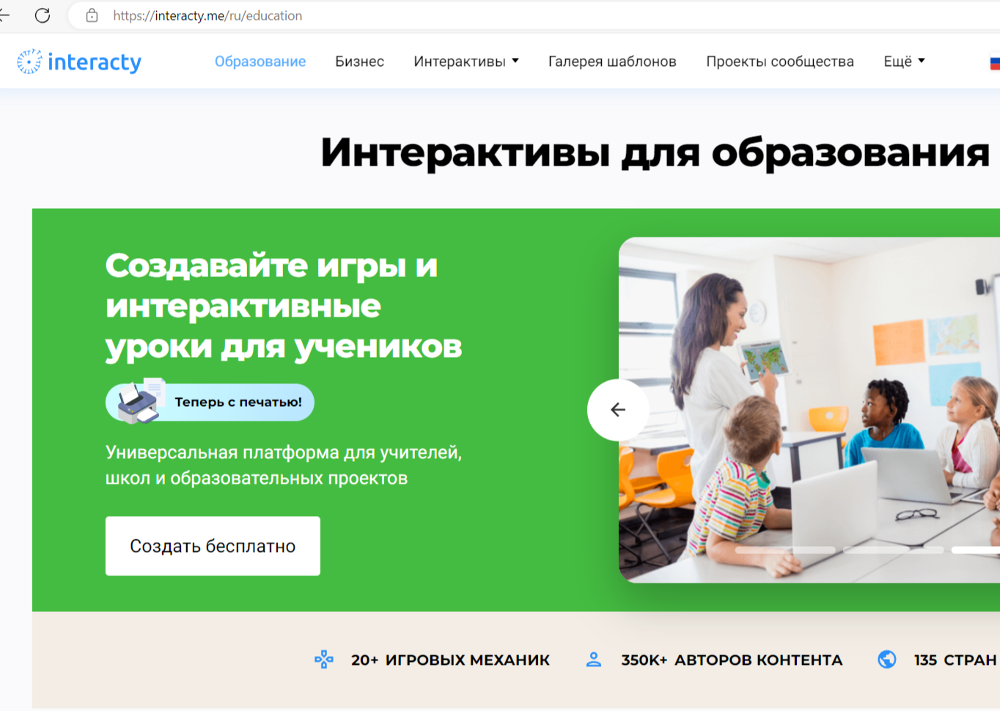 https://interacty.me/ru/education
interacty
Образование
Бизнес
Интерактивы
Галерея шаблонов
Проекты сообщества
Ещё
Интерактивы для образования
Создавайте игры и
интерактивные
уроки для учеников
Теперь с печатью!
Универсальная платформа для учителей,
школ и образовательных проектов
Создать бесплатно
20+ ИГРОВЫХ МЕХАНИК
350K+ АВТОРОВ КОНТЕНТА
135 СТРАН